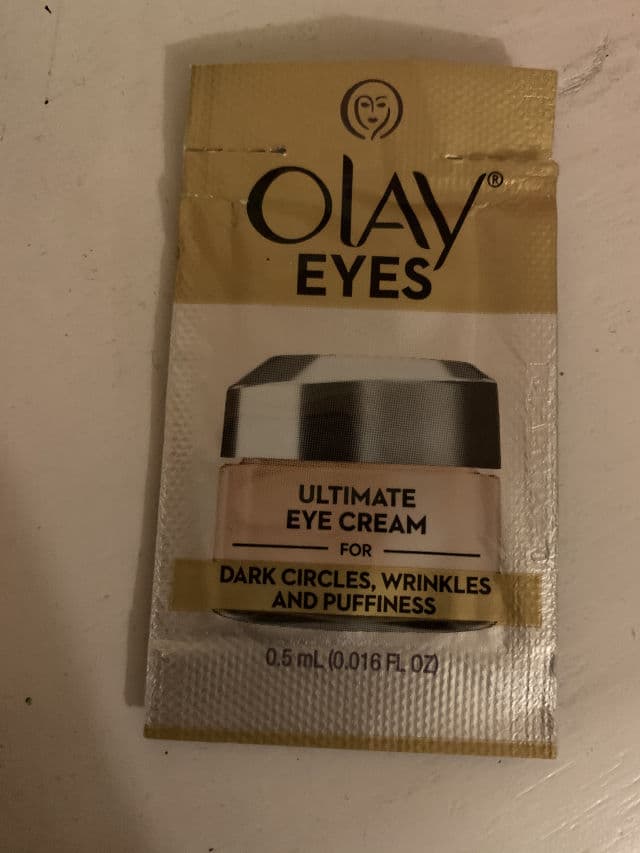 OLAY®
EYES
ULTIMATE
EYE CREAM
FOR
DARK CIRCLES, WRINKLES
AND PUFFINESS
0.5 mL (0.016 FL OZ)